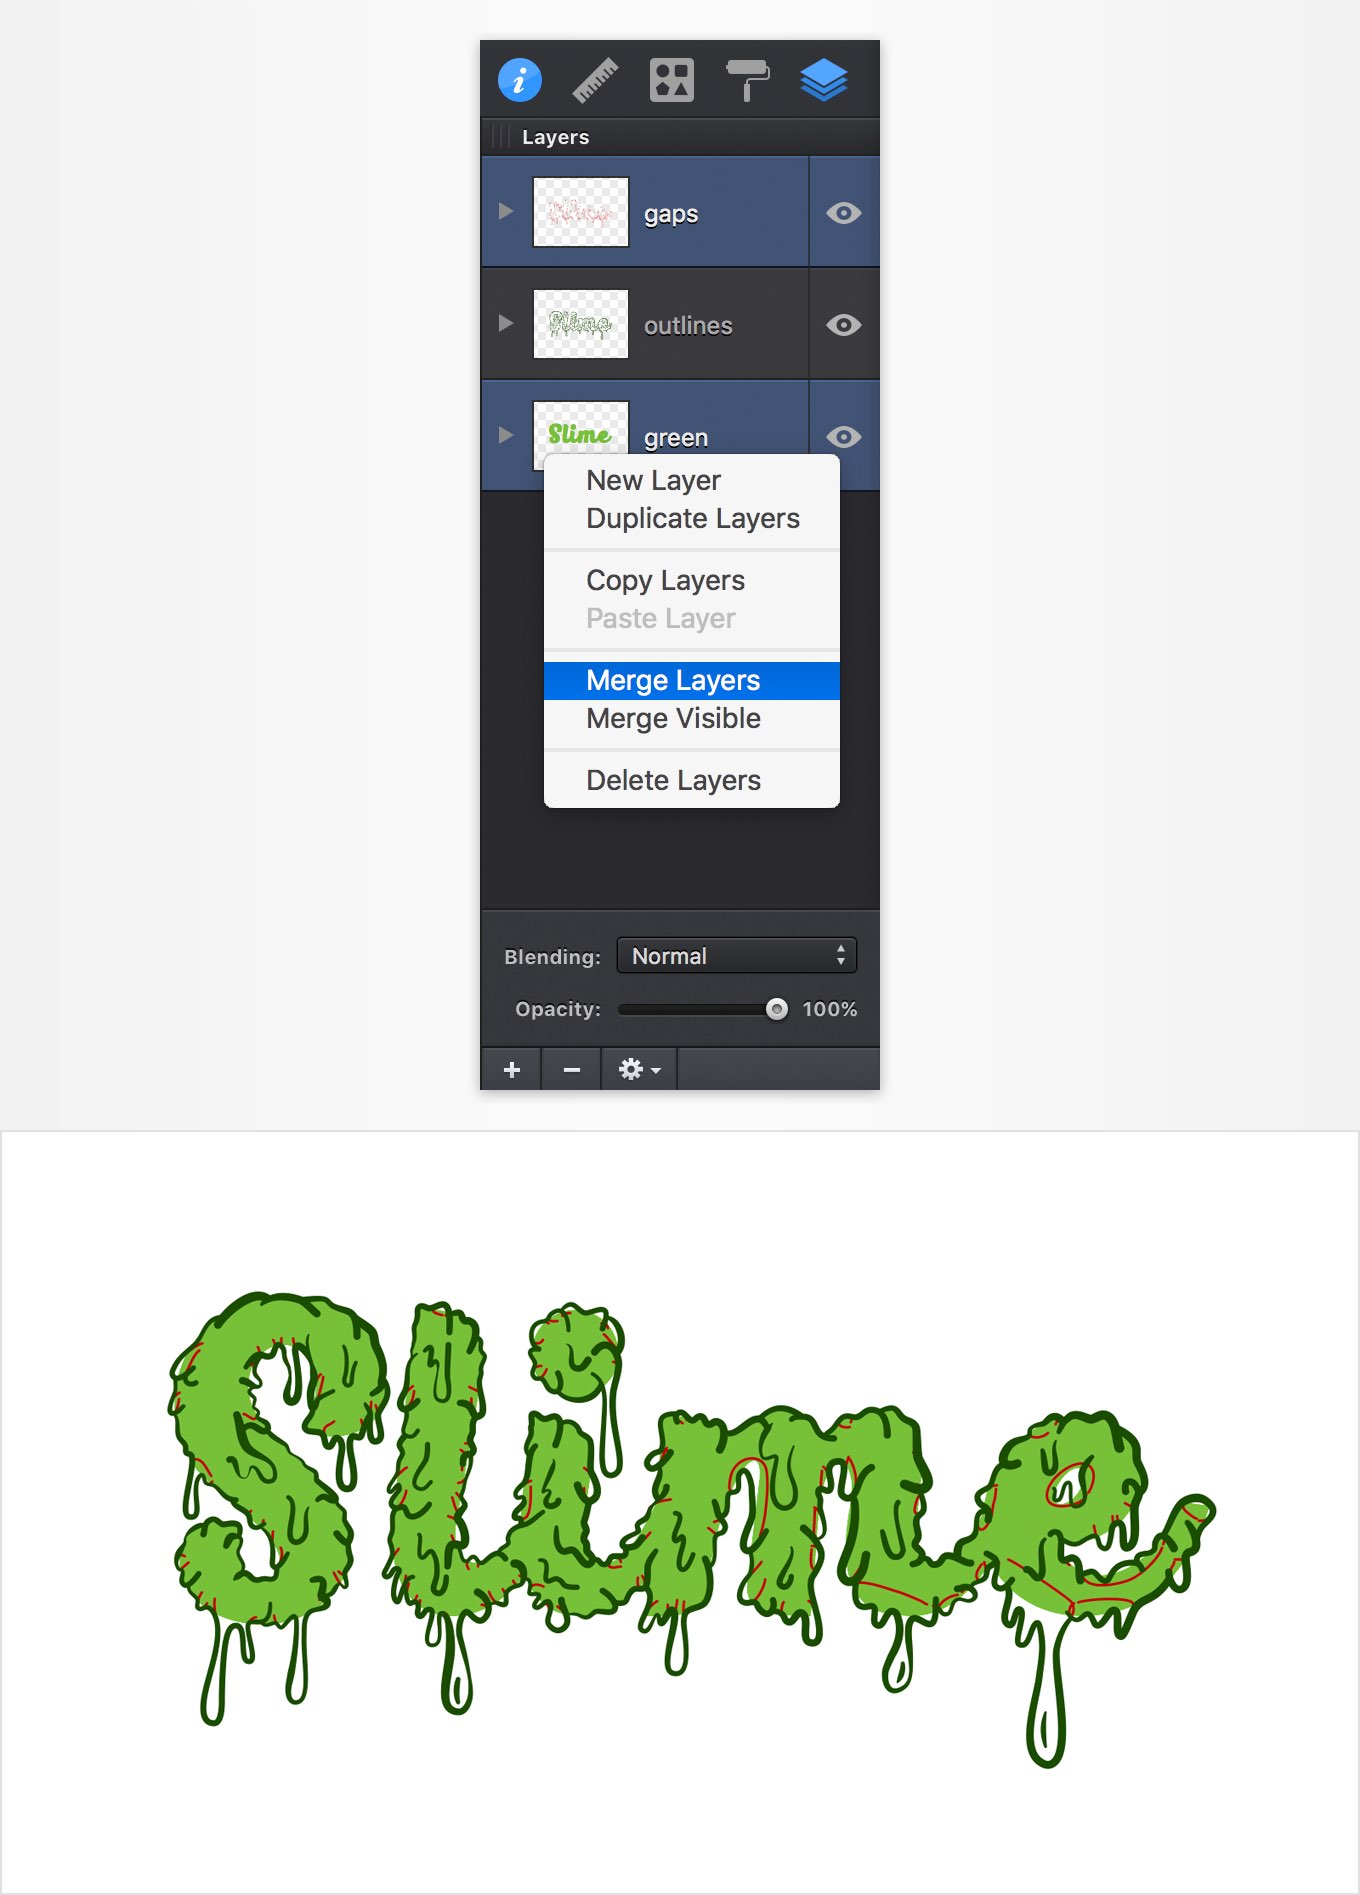 Layers
gaps
outlines
Slime
green
New Layer
Duplicate Layers
Copy Layers
Paste Layer
Merge Layers
Merge Visible
Delete Layers
Blending: Normal
Opacity: 100%
Slime